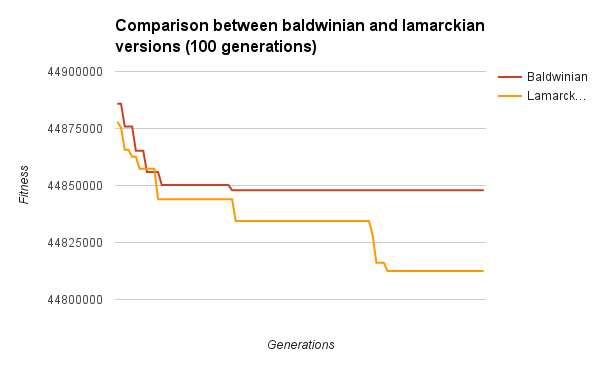 Comparison between baldwinian and lamarckian
versions (100 generations)
44900000
44875000
44850000
44825000
44800000
Fitness
Generations
Baldwinian
Lamarck...